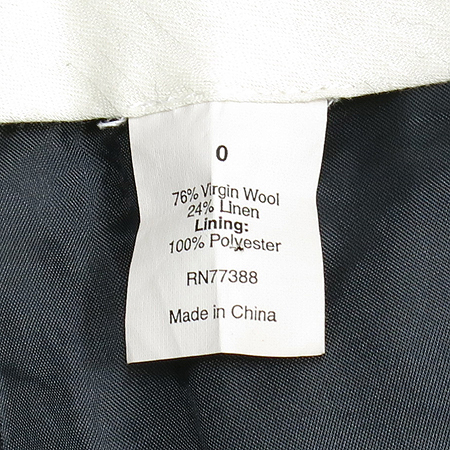 0
76% Virgin Wool
24% Linen
Lining:
100% Polyester
RN77388
Made in China